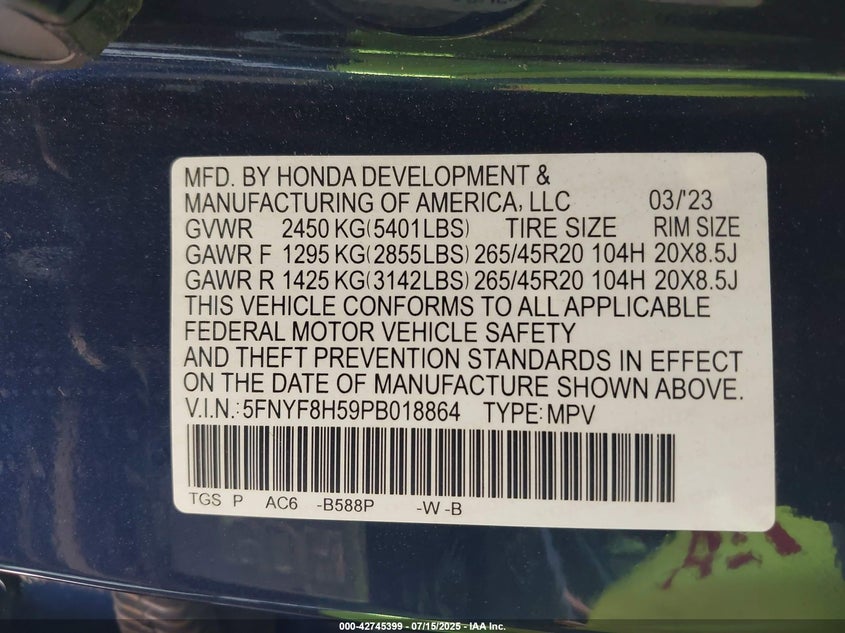 MFD. BY HONDA DEVELOPMENT &
MANUFACTURING OF AMERICA, LLC 03/'23
GVWR 2450 KG(5401LBS) TIRE SIZE RIM SIZE
GAWR F 1295 KG(2855LBS) 265/45R20 104H 20X8.5J
GAWR R 1425 KG(3142LBS) 265/45R20 104H 20X8.5J
THIS VEHICLE CONFORMS TO ALL APPLICABLE
FEDERAL MOTOR VEHICLE SAFETY
AND THEFT PREVENTION STANDARDS IN EFFECT
ON THE DATE OF MANUFACTURE SHOWN ABOVE.
V.I.N.:5FNYF8H59PB018864 TYPE:MPV
TGS P AC6 -B588P -W -B
000-42745399 - 07/15/2025 - IAA Inc.